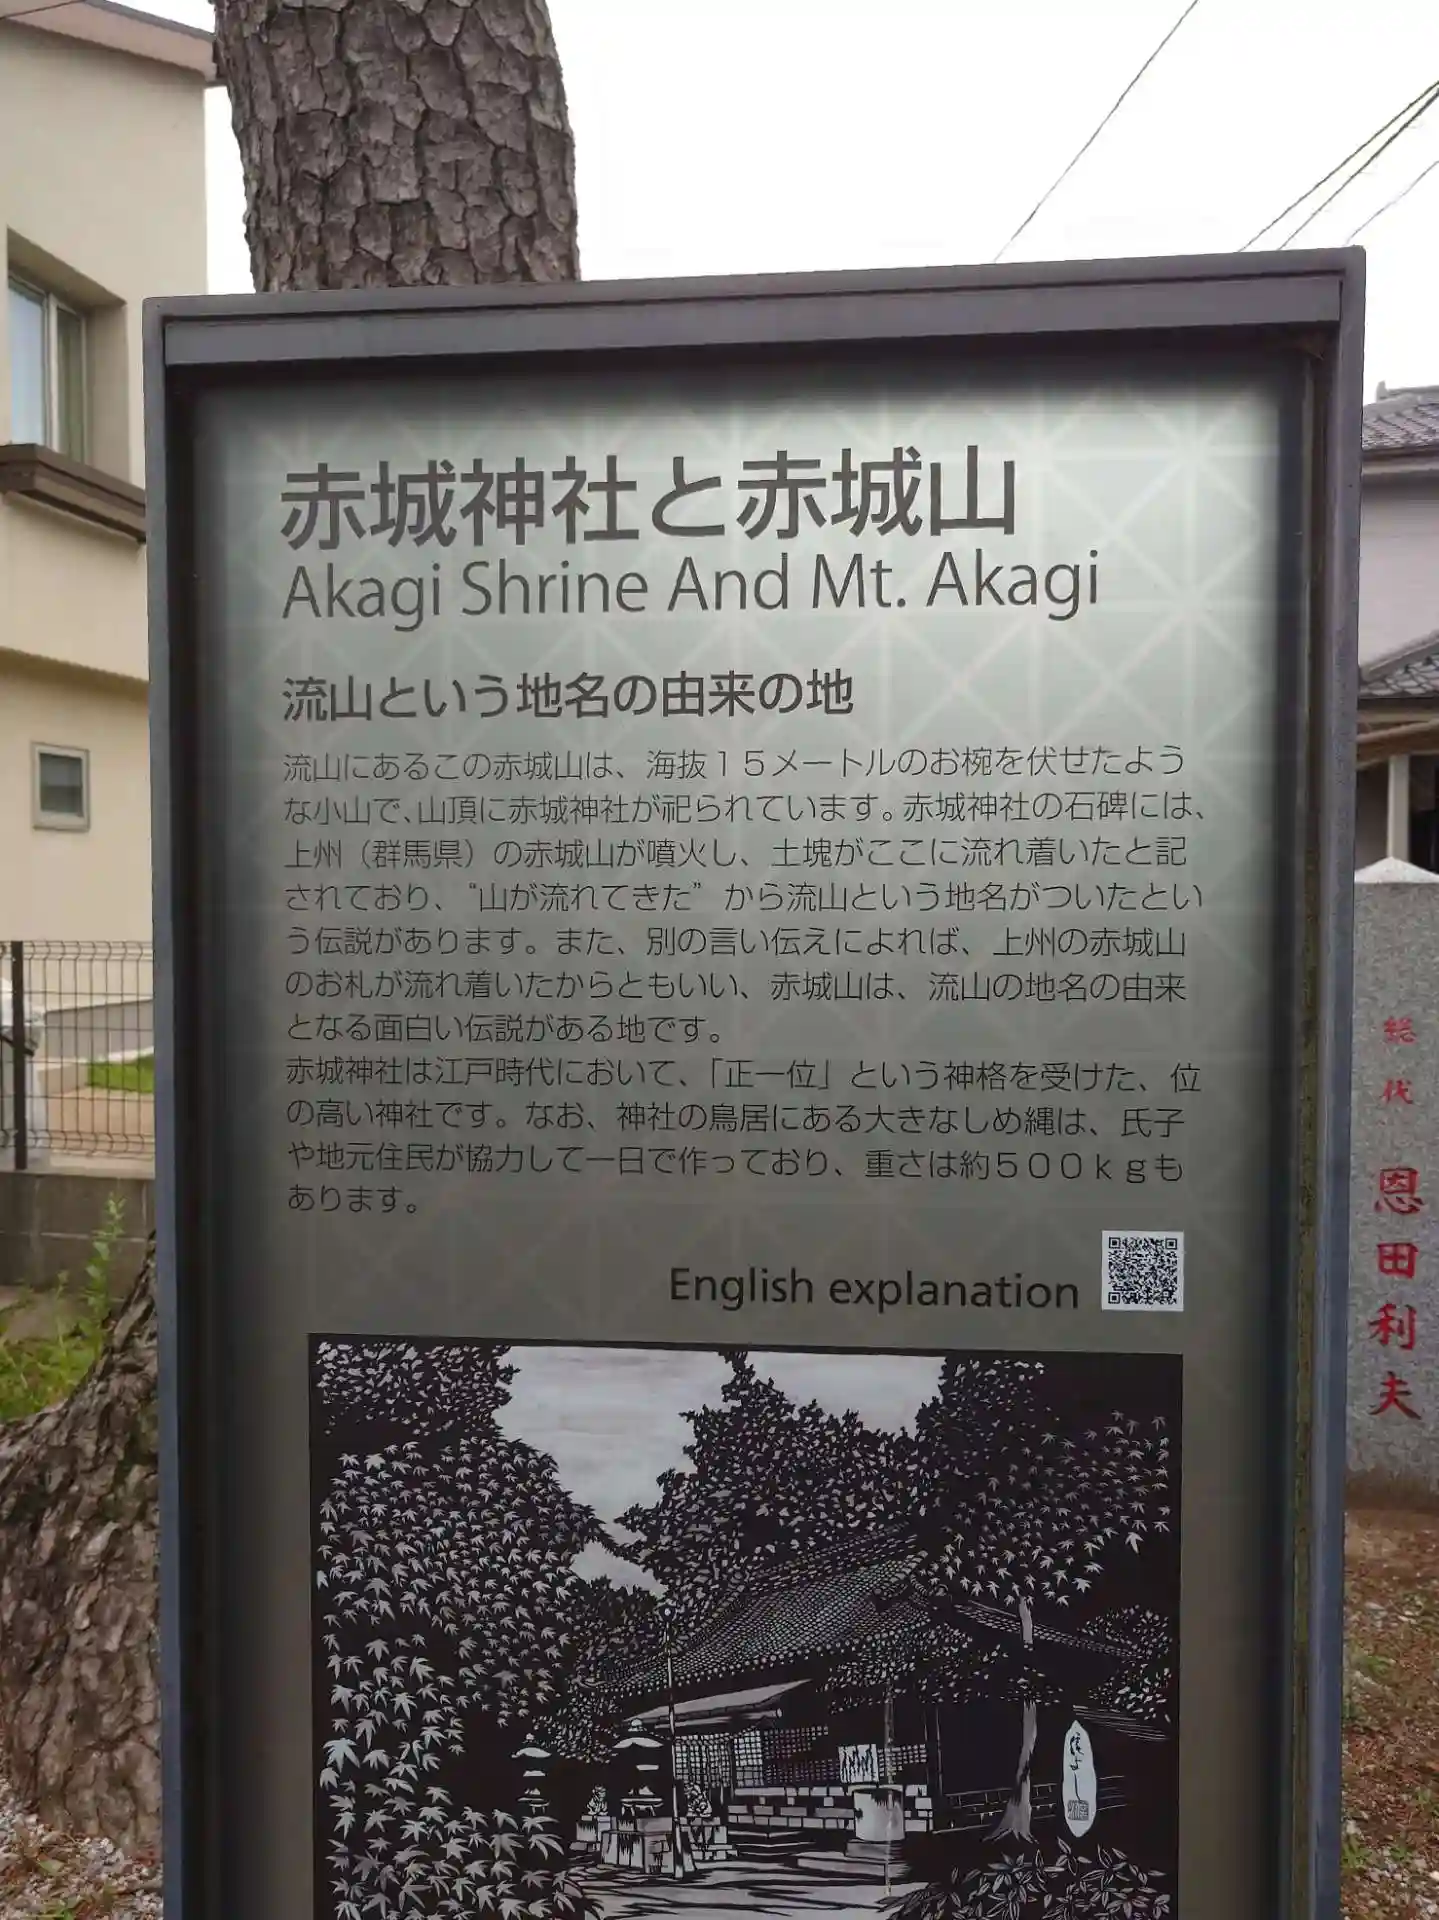 赤城神社と赤城山
Akagi Shrine And Mt. Akagi
流山という地名の由来の地
流山にあるこの赤城山は、海抜１５メートルのお椀を伏せたよう
な小山で、山頂に赤城神社が祀られています。赤城神社の石碑には、
上州（群馬県）の赤城山が噴火し、土塊がここに流れ着いたと記
されており、“山が流れてきた”から流山という地名がついたとい
う伝説があります。また、別の言い伝えによれば、上州の赤城山
のお札が流れ着いたからともいい、赤城山は、流山の地名の由来
となる面白い伝説がある地です。
赤城神社は江戸時代において、「正一位」という神格を受けた、位
の高い神社です。なお、神社の鳥居にある大きなしめ縄は、氏子
や地元住民が協力して一日で作っており、重さは約５００ｋｇも
あります。
English explanation
総代 恩田利夫